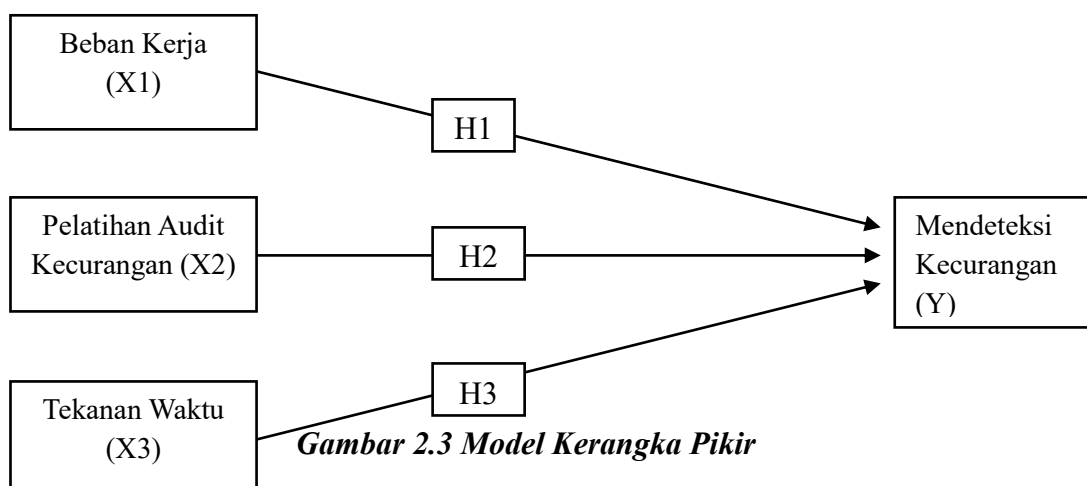 Beban Kerja
(X1)
H1
Pelatihan Audit
Kecurangan (X2)
H2
Mendeteksi
Kecurangan
(Y)
Tekanan Waktu
(X3)
H3
Gambar 2.3 Model Kerangka Pikir